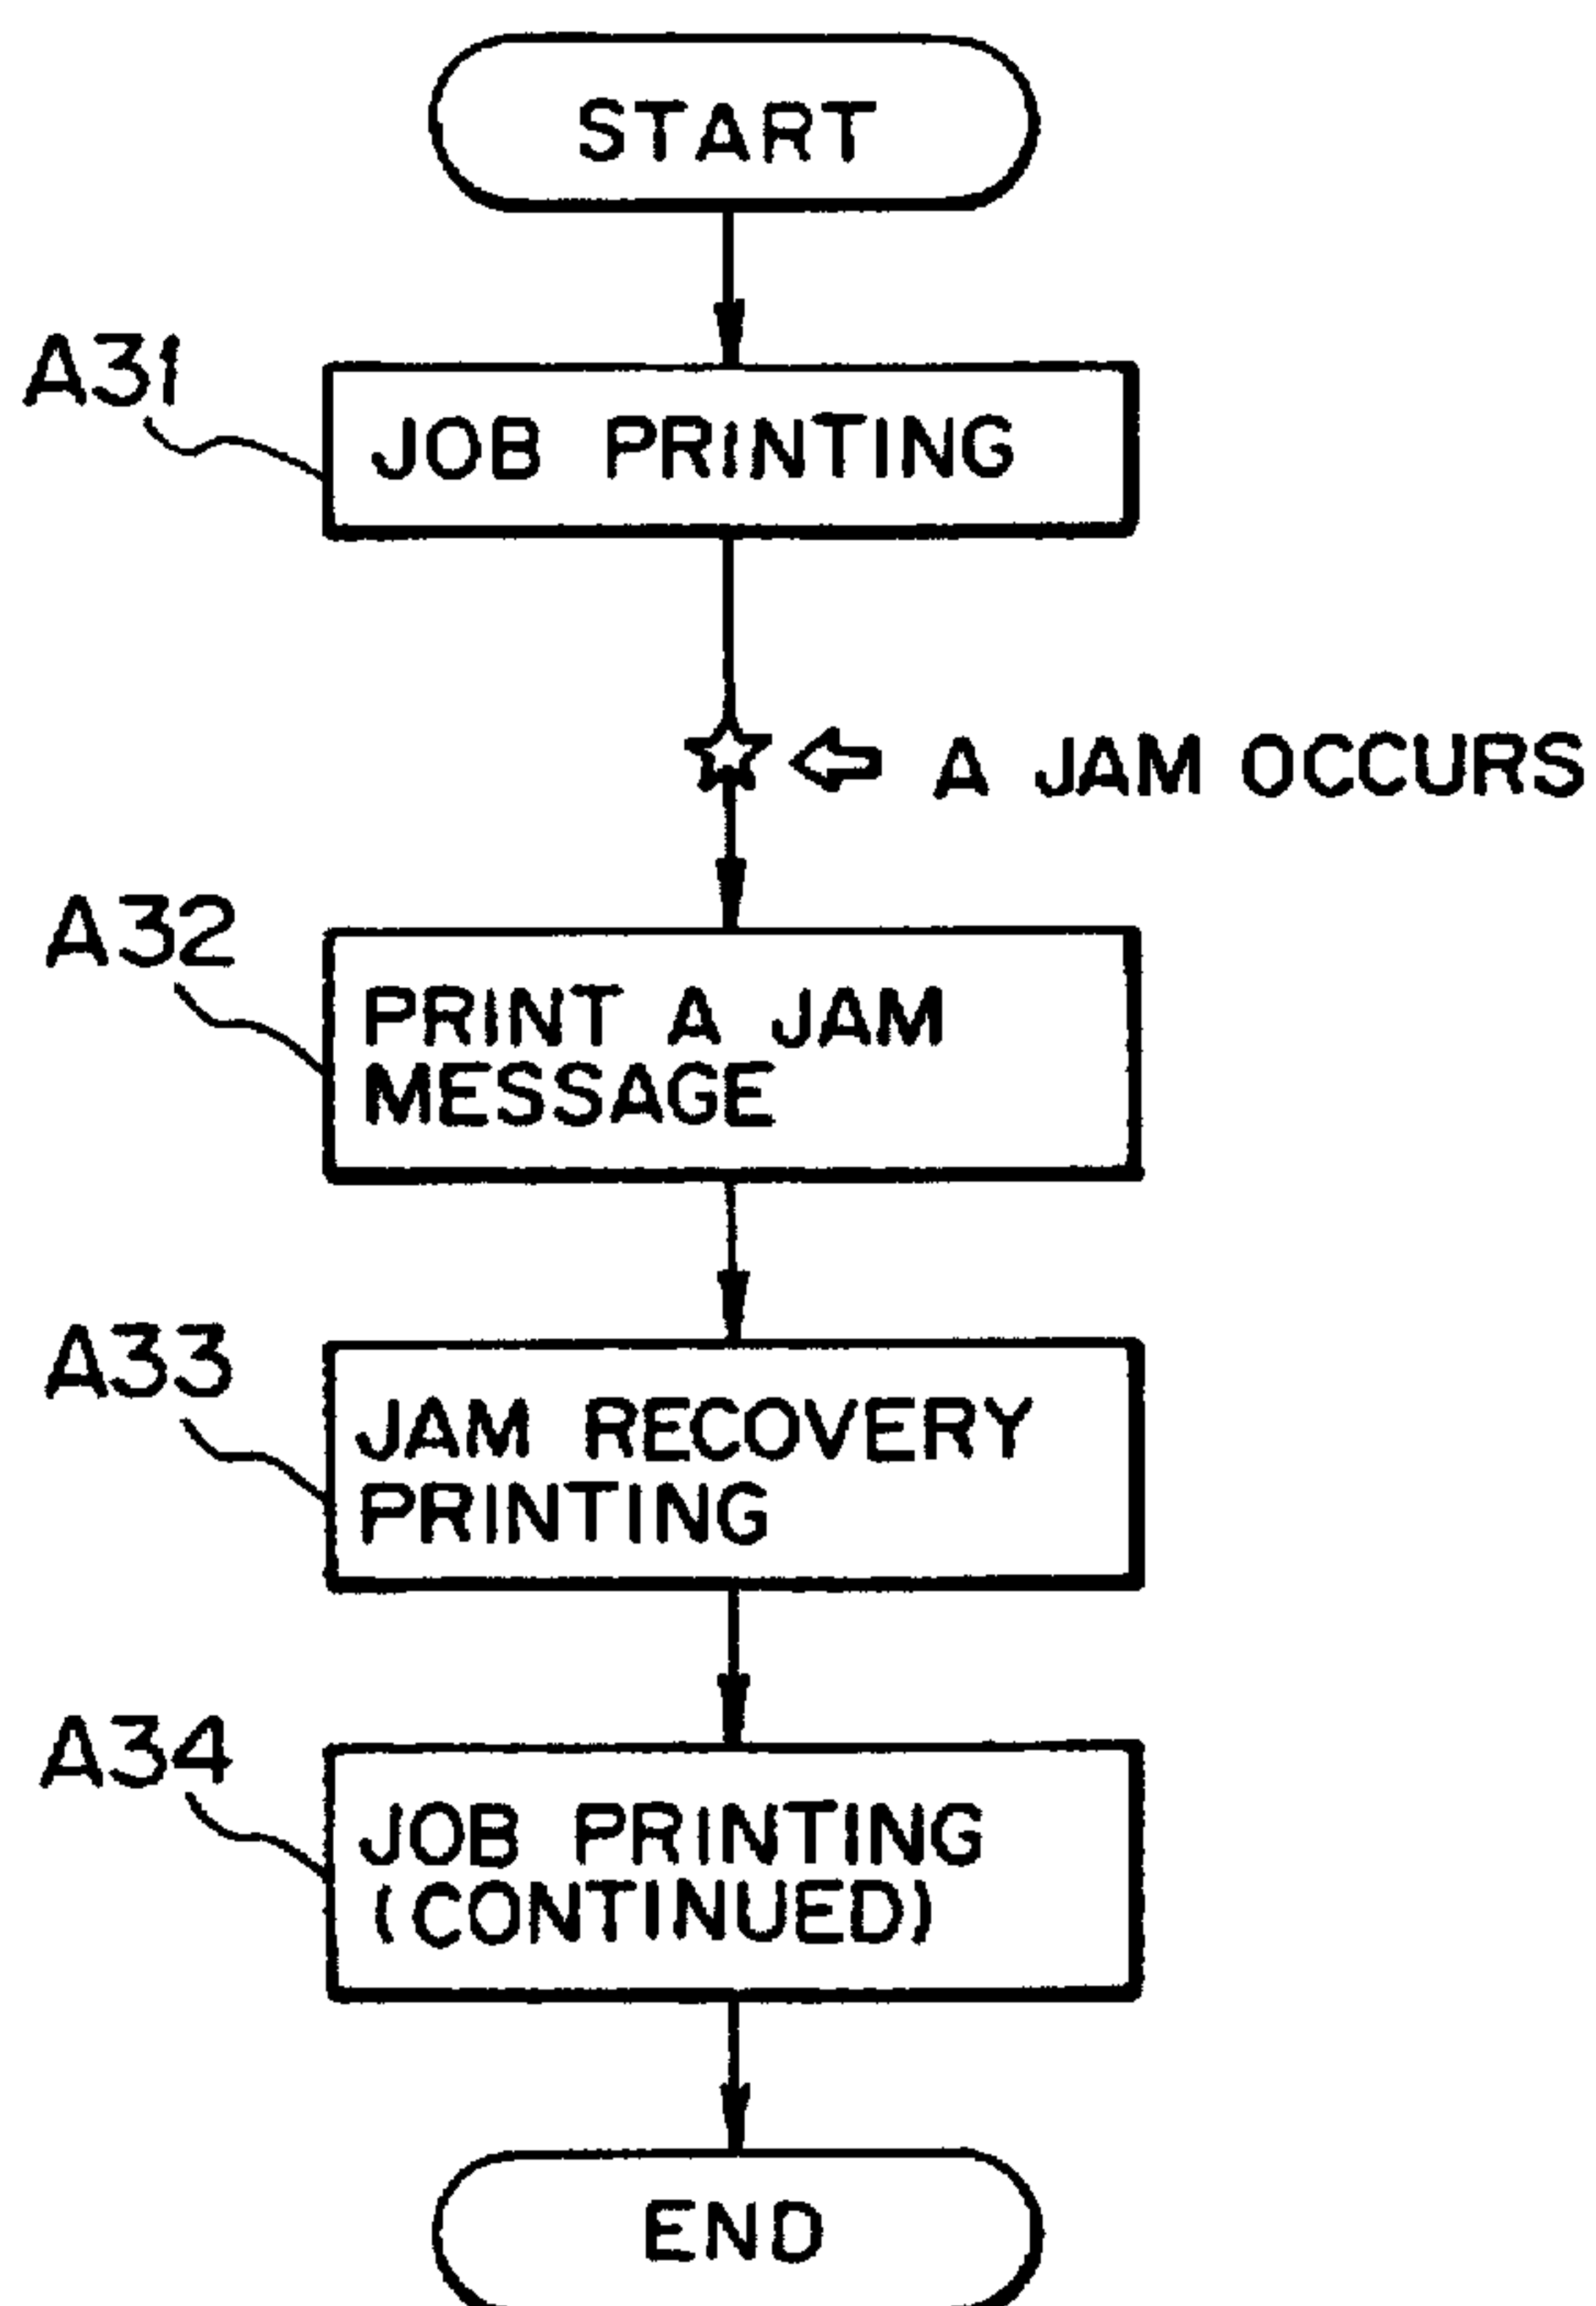 START
A31
JOB PRINTING
A JAM OCCURS
A32
PRINT A JAM
MESSAGE
A33
JAM RECOVERY
PRINTING
A34
JOB PRINTING
(CONTINUED)
END